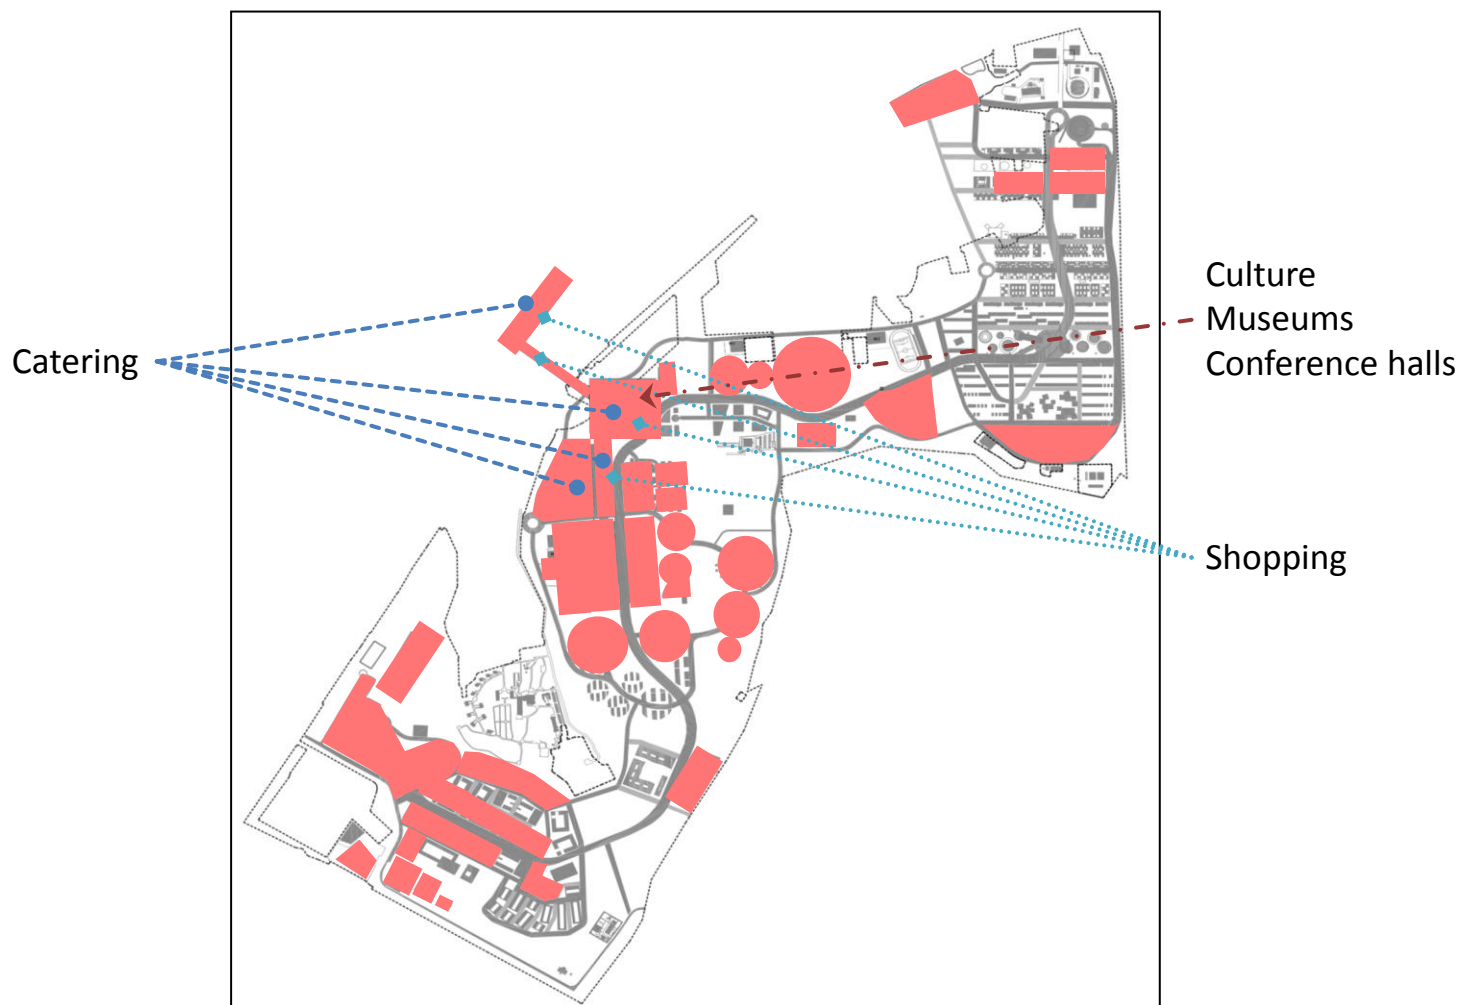 Catering
Culture
Museums
Conference halls
Shopping